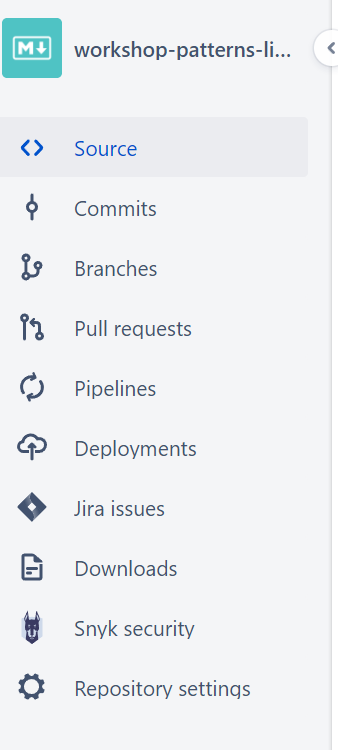 M
workshop-patterns-li...
Source
Commits
Branches
Pull requests
Pipelines
Deployments
Jira issues
Downloads
Snyk security
Repository settings